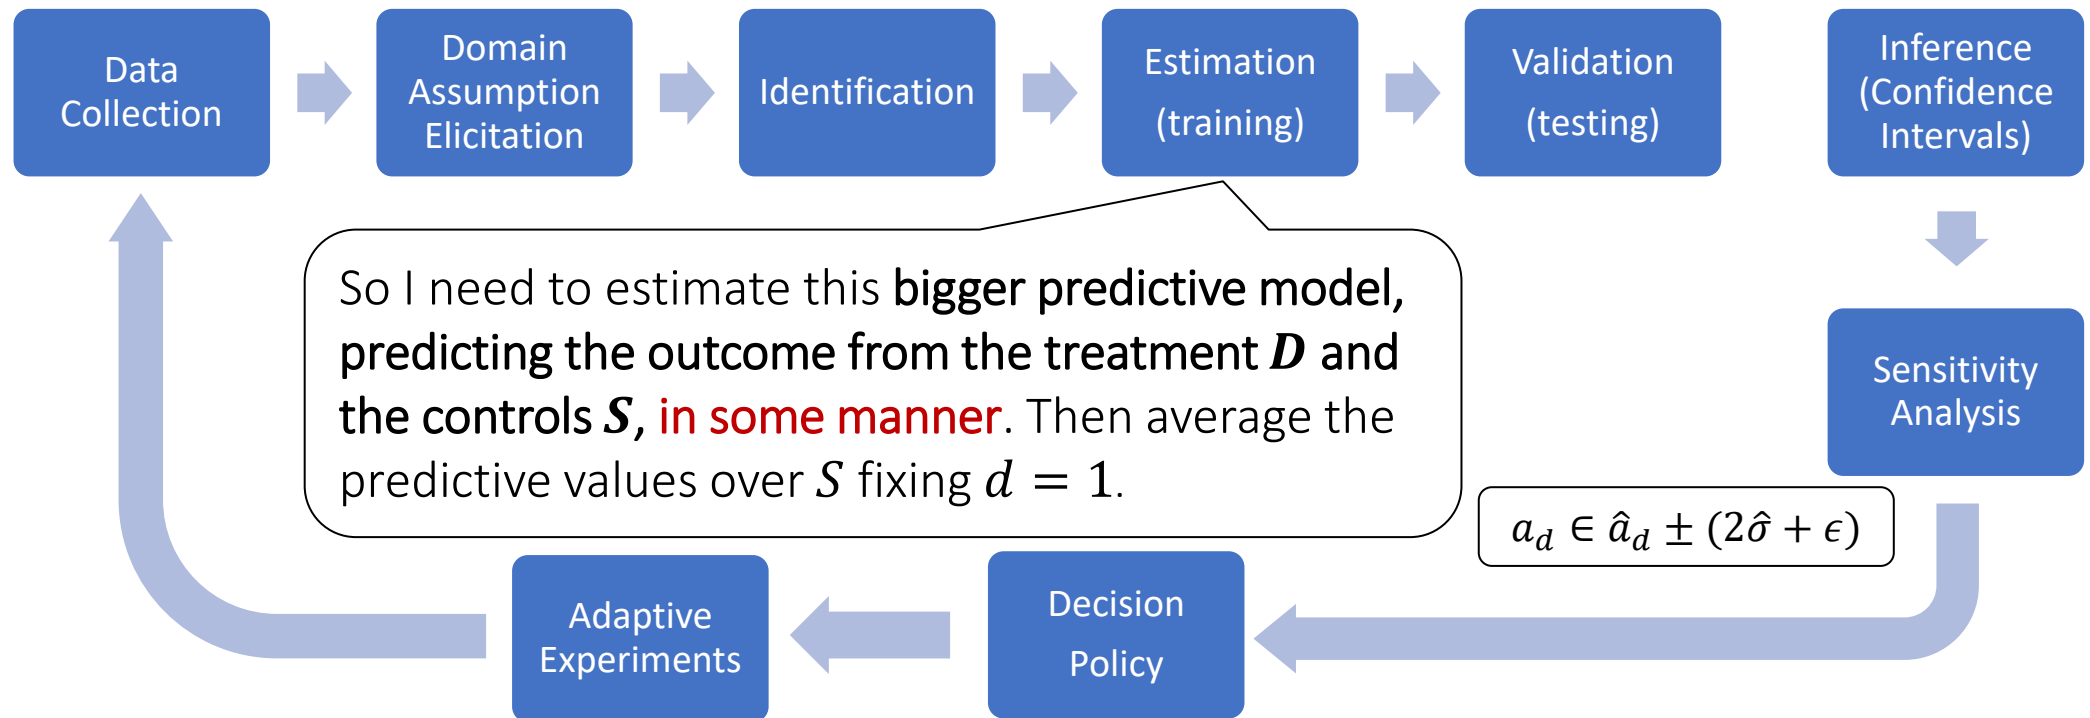 Data
Collection
Domain
Assumption
Elicitation
Identification
Estimation
(training)
Validation
(testing)
Inference
(Confidence
Intervals)
So I need to estimate this bigger predictive model,
predicting the outcome from the treatment D and
the controls S, in some manner. Then average the
predictive values over S fixing d = 1.
Sensitivity
Analysis
a_d ∈ â_d ± (2σ̂ + ϵ)
Decision
Policy
Adaptive
Experiments